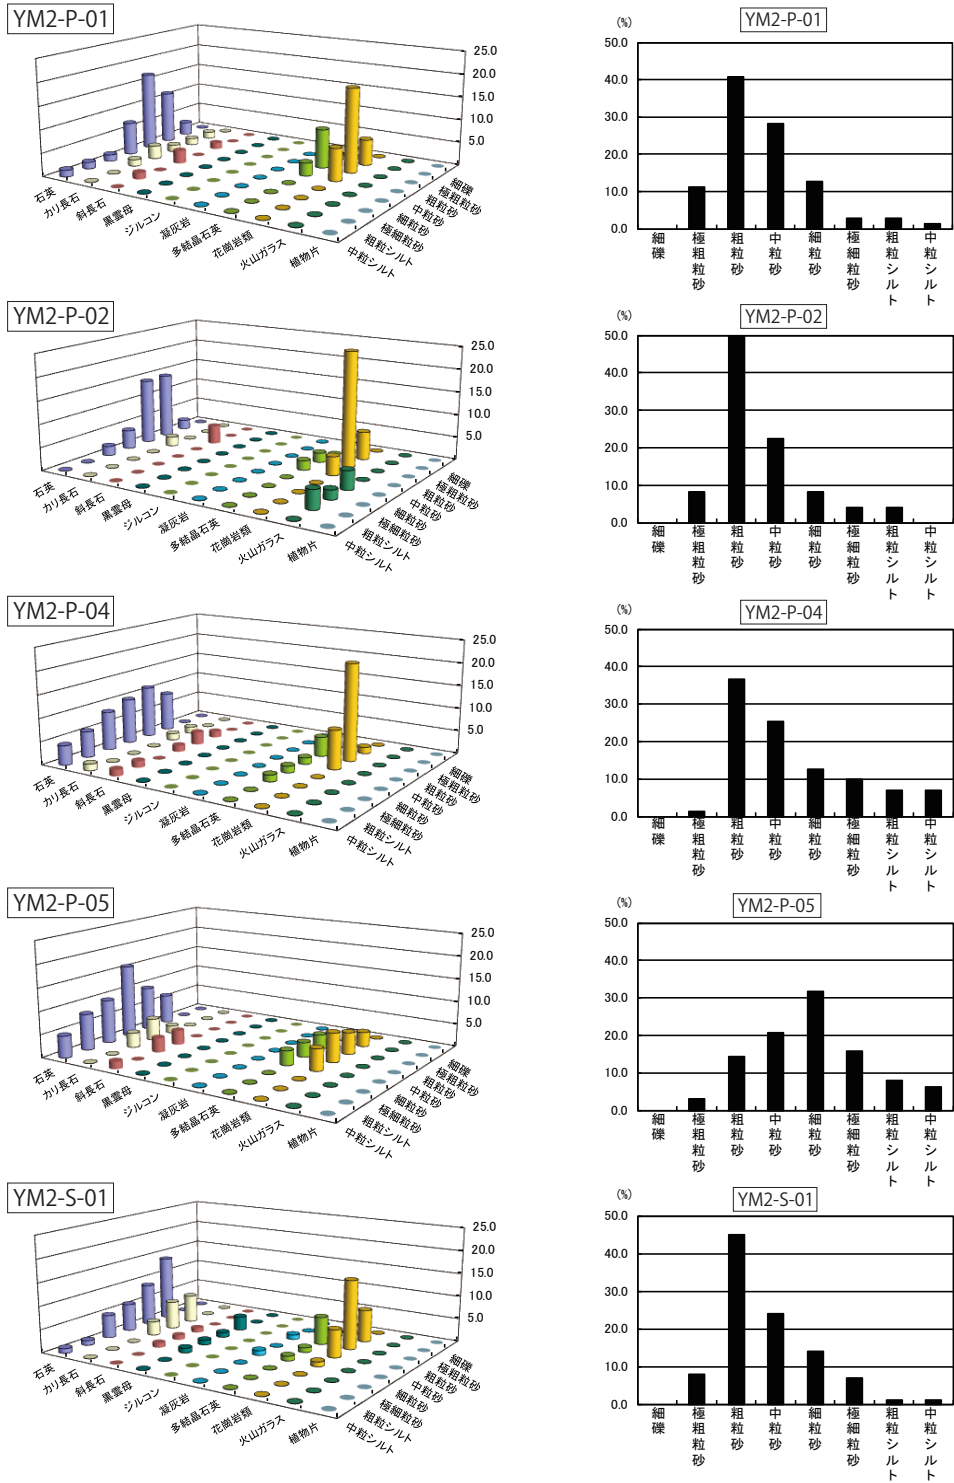 YM2-P-01
25.0
20.0
15.0
10.0
5.0
石英
カリ長石
斜長石
黒雲母
ジルコン
凝灰岩
多結晶石英
花崗岩類
火山ガラス
植物片
細礫
極粗粒砂
粗粒砂
中粒砂
細粒砂
極細粒砂
粗粒シルト
中粒シルト
YM2-P-01
(%)
50.0
40.0
30.0
20.0
10.0
0.0
細礫
極粗粒砂
粗粒砂
中粒砂
細粒砂
極細粒砂
粗粒シルト
中粒シルト
YM2-P-02
25.0
20.0
15.0
10.0
5.0
石英
カリ長石
斜長石
黒雲母
ジルコン
凝灰岩
多結晶石英
花崗岩類
火山ガラス
植物片
細礫
極粗粒砂
粗粒砂
中粒砂
細粒砂
極細粒砂
粗粒シルト
中粒シルト
YM2-P-02
(%)
50.0
40.0
30.0
20.0
10.0
0.0
細礫
極粗粒砂
粗粒砂
中粒砂
細粒砂
極細粒砂
粗粒シルト
中粒シルト
YM2-P-04
25.0
20.0
15.0
10.0
5.0
石英
カリ長石
斜長石
黒雲母
ジルコン
凝灰岩
多結晶石英
花崗岩類
火山ガラス
植物片
細礫
極粗粒砂
粗粒砂
中粒砂
細粒砂
極細粒砂
粗粒シルト
中粒シルト
YM2-P-04
(%)
50.0
40.0
30.0
20.0
10.0
0.0
細礫
極粗粒砂
粗粒砂
中粒砂
細粒砂
極細粒砂
粗粒シルト
中粒シルト
YM2-P-05
25.0
20.0
15.0
10.0
5.0
石英
カリ長石
斜長石
黒雲母
ジルコン
凝灰岩
多結晶石英
花崗岩類
火山ガラス
植物片
細礫
極粗粒砂
粗粒砂
中粒砂
細粒砂
極細粒砂
粗粒シルト
中粒シルト
YM2-P-05
(%)
50.0
40.0
30.0
20.0
10.0
0.0
細礫
極粗粒砂
粗粒砂
中粒砂
細粒砂
極細粒砂
粗粒シルト
中粒シルト
YM2-S-01
25.0
20.0
15.0
10.0
5.0
石英
カリ長石
斜長石
黒雲母
ジルコン
凝灰岩
多結晶石英
花崗岩類
火山ガラス
植物片
細礫
極粗粒砂
粗粒砂
中粒砂
細粒砂
極細粒砂
粗粒シルト
中粒シルト
YM2-S-01
(%)
50.0
40.0
30.0
20.0
10.0
0.0
細礫
極粗粒砂
粗粒砂
中粒砂
細粒砂
極細粒砂
粗粒シルト
中粒シルト